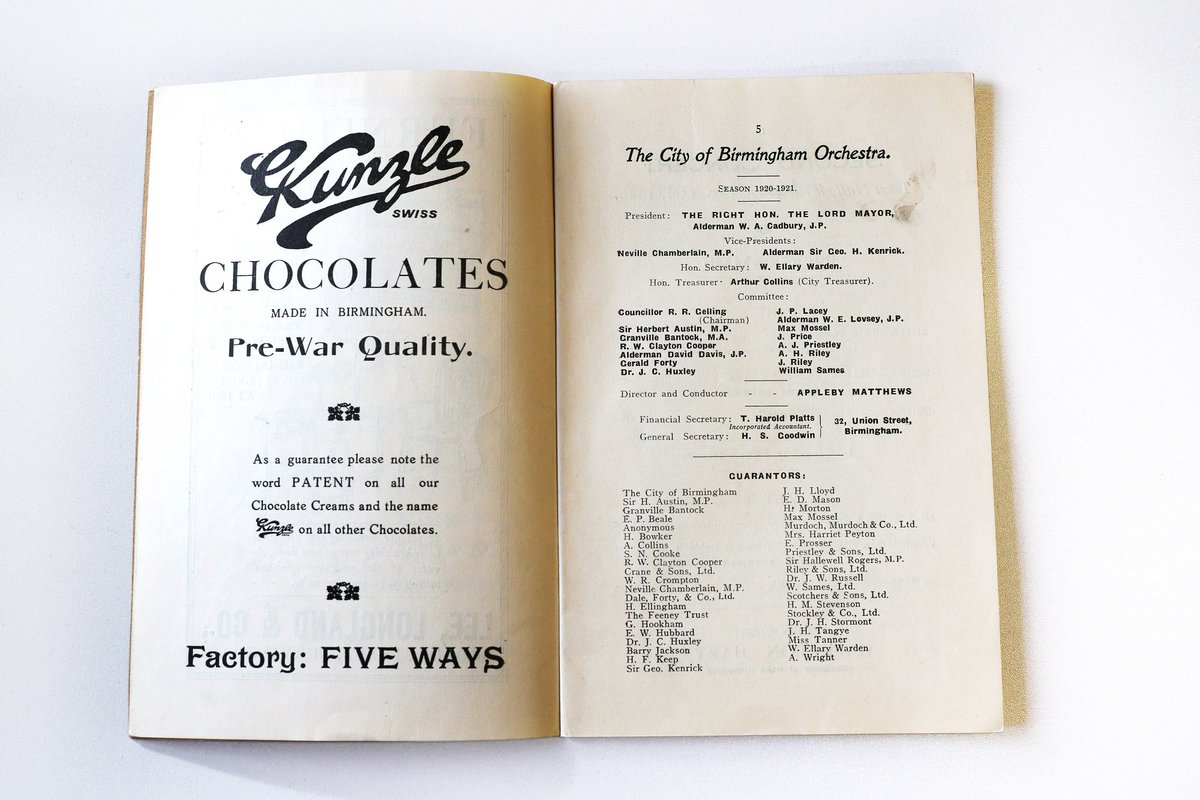 C. Kunzle
SWISS
CHOCOLATES
MADE IN BIRMINGHAM.
Pre-War Quality.
As a guarantee please note the
word PATENT on all our
Chocolate Creams and the name
Kunzle on all other Chocolates.
Factory: FIVE WAYS
5
The City of Birmingham Orchestra.
SEASON 1920-1921.
President: THE RIGHT HON. THE LORD MAYOR,
Alderman W. A. Cadbury, J.P.
Vice-Presidents:
Neville Chamberlain, M.P. Alderman Sir Geo. H. Kenrick.
Hon. Secretary: W. Ellary Warden.
Hon. Treasurer· Arthur Collins (City Treasurer).
Committee:
Councillor R. R. Gelling
(Chairman)
Sir Herbert Austin, M.P.
Granville Bantock, M.A.
R. W. Clayton Cooper
Alderman David Davis, J.P.
Gerald Forty
Dr. J. C. Huxley
J. P. Lacey
Alderman W. E. Lovsey, J.P.
Max Mossel
J. Price
A. J. Priestley
A. H. Riley
J. Riley
William Sames
Director and Conductor - - APPLEBY MATTHEWS
Financial Secretary: T. Harold Platts
Incorporated Accountant.
General Secretary: H. S. Goodwin
32, Union Street,
Birmingham.
GUARANTORS:
The City of Birmingham
Sir H. Austin, M.P.
Granville Bantock
E. P. Beale
Anonymous
H. Bowker
A. Collins
S. N. Cooke
R. W. Clayton Cooper
Crane & Sons, Ltd.
W. R. Crompton
Neville Chamberlain, M.P.
Dale, Forty, & Co., Ltd.
H. Ellingham
The Feeney Trust
G. Hookham
E. W. Hubbard
Dr. J. C. Huxley
Barry Jackson
H. F. Keep
Sir Geo. Kenrick
J. H. Lloyd
E. D. Mason
H. Morton
Max Mossel
Murdoch, Murdoch & Co., Ltd.
Mrs. Harriet Peyton
E. Prosser
Priestley & Sons, Ltd.
Sir Hallewell Rogers, M.P.
Riley & Sons, Ltd.
Dr. J. W. Russell
W. Sames, Ltd.
Scotchers & Sons, Ltd.
H. M. Stevenson
Stockley & Co., Ltd.
Dr. J. H. Stormont
J. H. Tangye
Miss Tanner
W. Ellary Warden
A. Wright